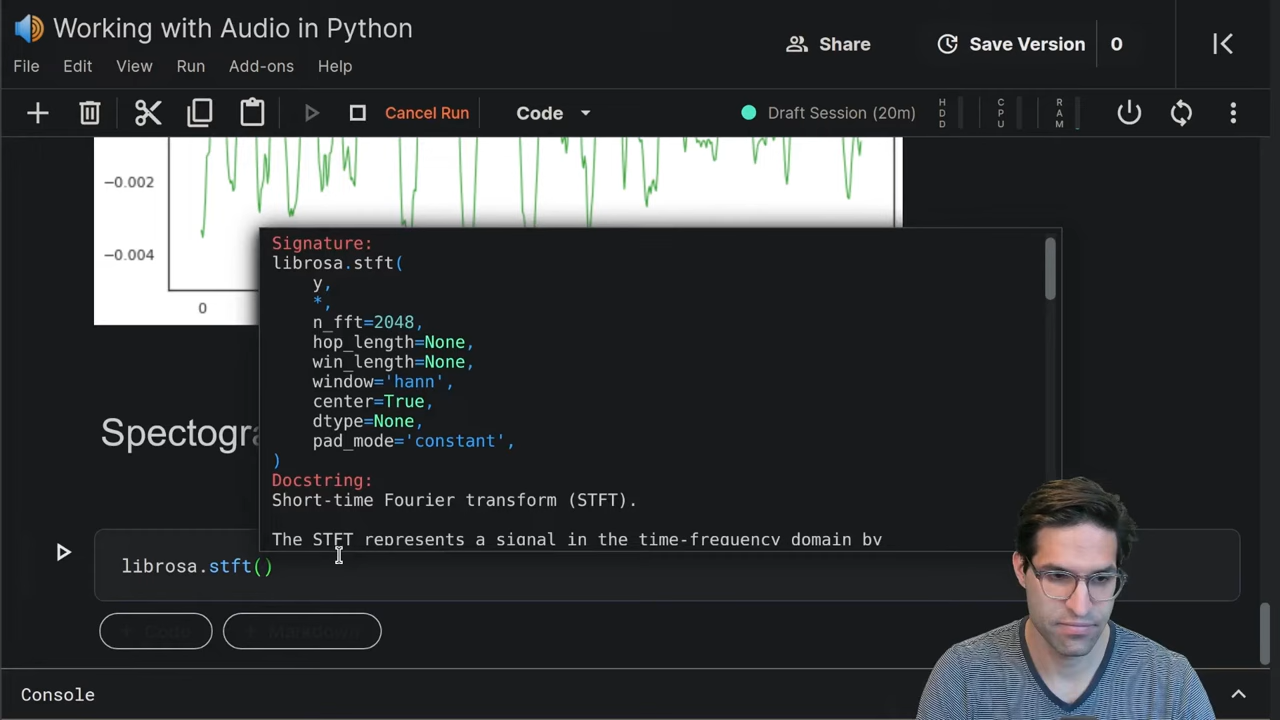 Working with Audio in Python
Share
Save Version
0
File Edit View Run Add-ons Help
Cancel Run
Code
Draft Session (20m)
HDD
CPU
RAM
−0.002
−0.004
0
Signature:
librosa.stft(
y,
*,
n_fft=2048,
hop_length=None,
win_length=None,
window='hann',
center=True,
dtype=None,
pad_mode='constant',
)
Docstring:
Short-time Fourier transform (STFT).
The STFT represents a signal in the time-frequency domain by
Spectogra
librosa.stft()
+ Code
+ Markdown
Console